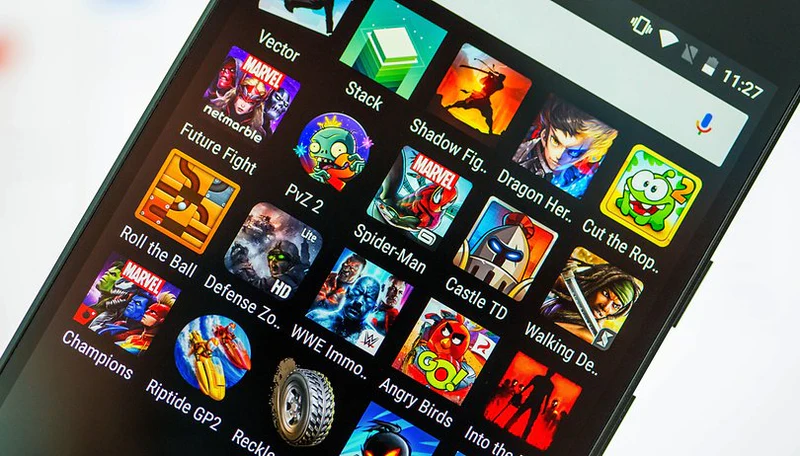 11:27
Vector
Stack
Shadow Fig..
Dragon Her..
Cut the Rop..
2
MARVEL
netmarble
Future Fight
PvZ 2
2
MARVEL
Spider-Man
Castle TD
Walking De..
Roll the Ball
Lite
HD
Defense Zo..
WWE Immo..
GO!
2
Angry Birds
Into the
MARVEL
Champions
Riptide GP2
Reckle